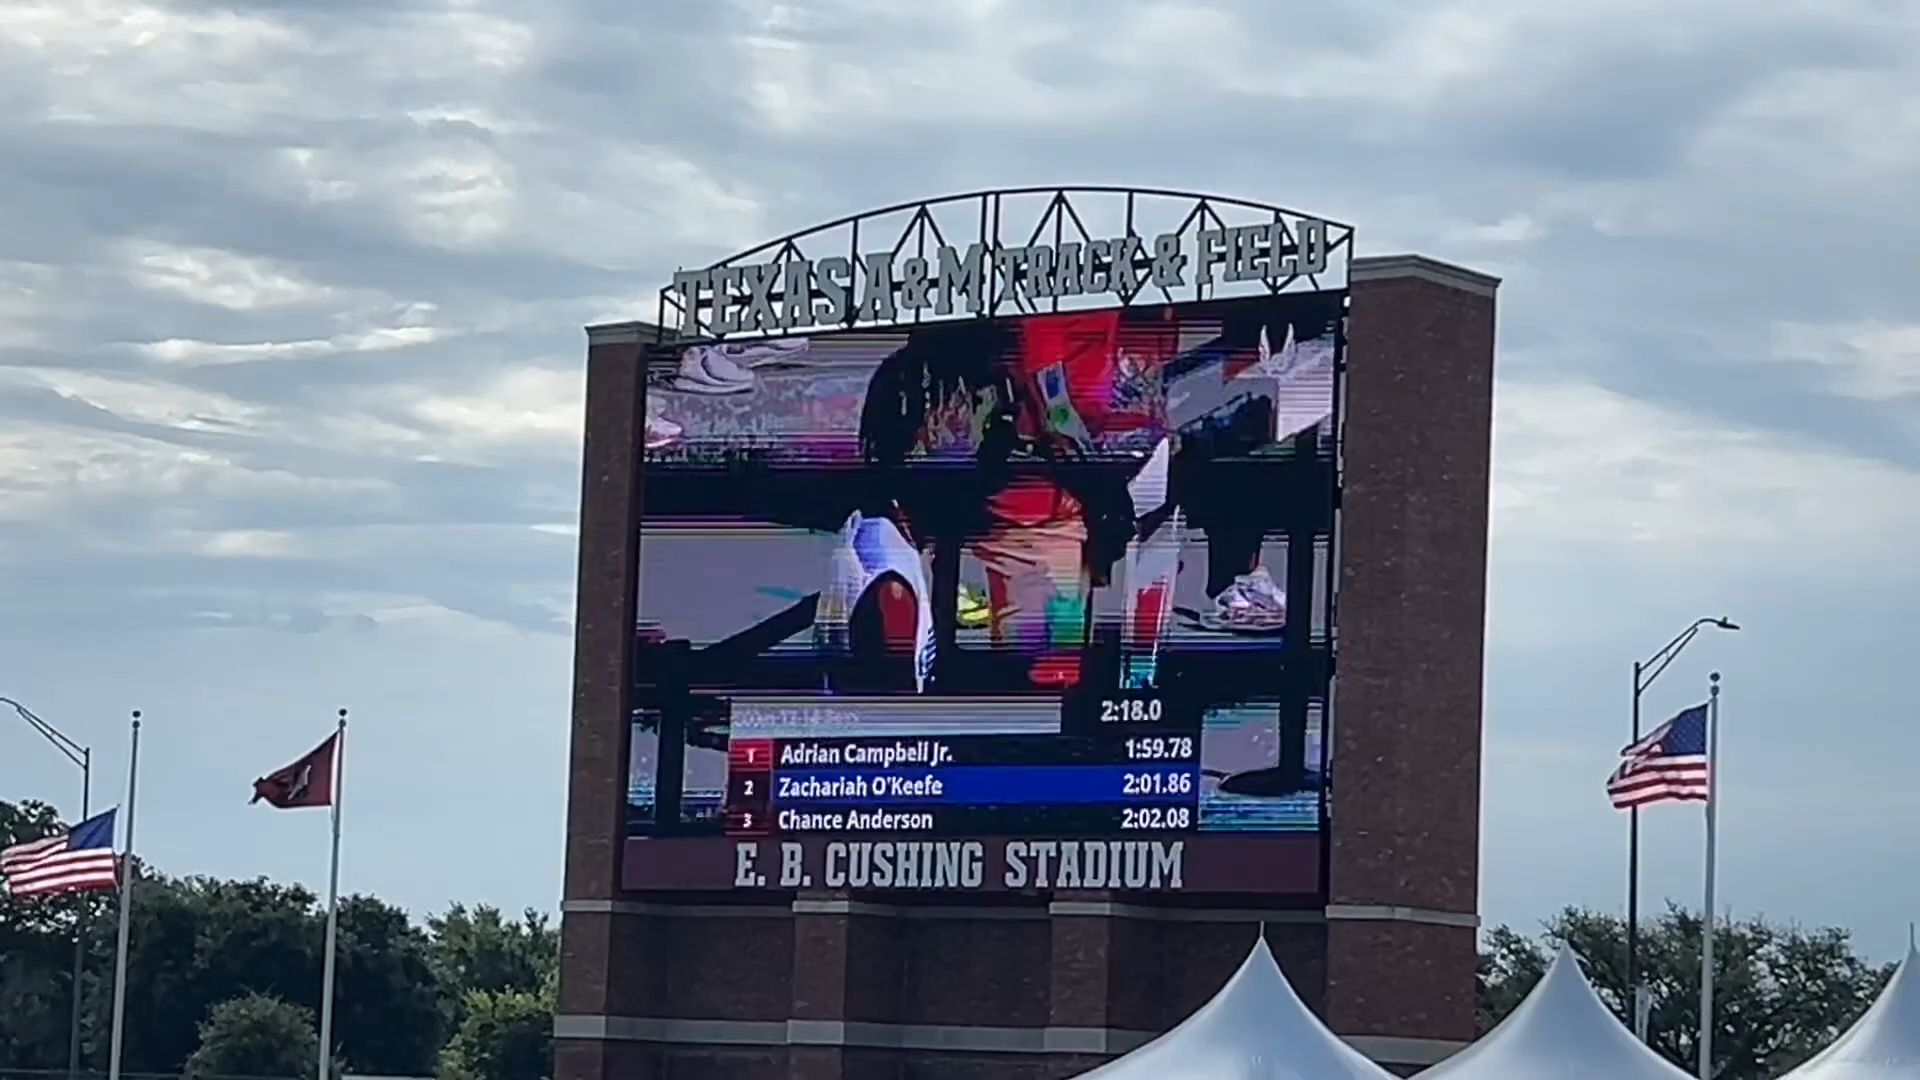 TEXAS A&M TRACK & FIELD
2:18.0
1 Adrian Campbell Jr. 1:59.78
2 Zachariah O'Keefe 2:01.86
3 Chance Anderson 2:02.08
E. B. CUSHING STADIUM